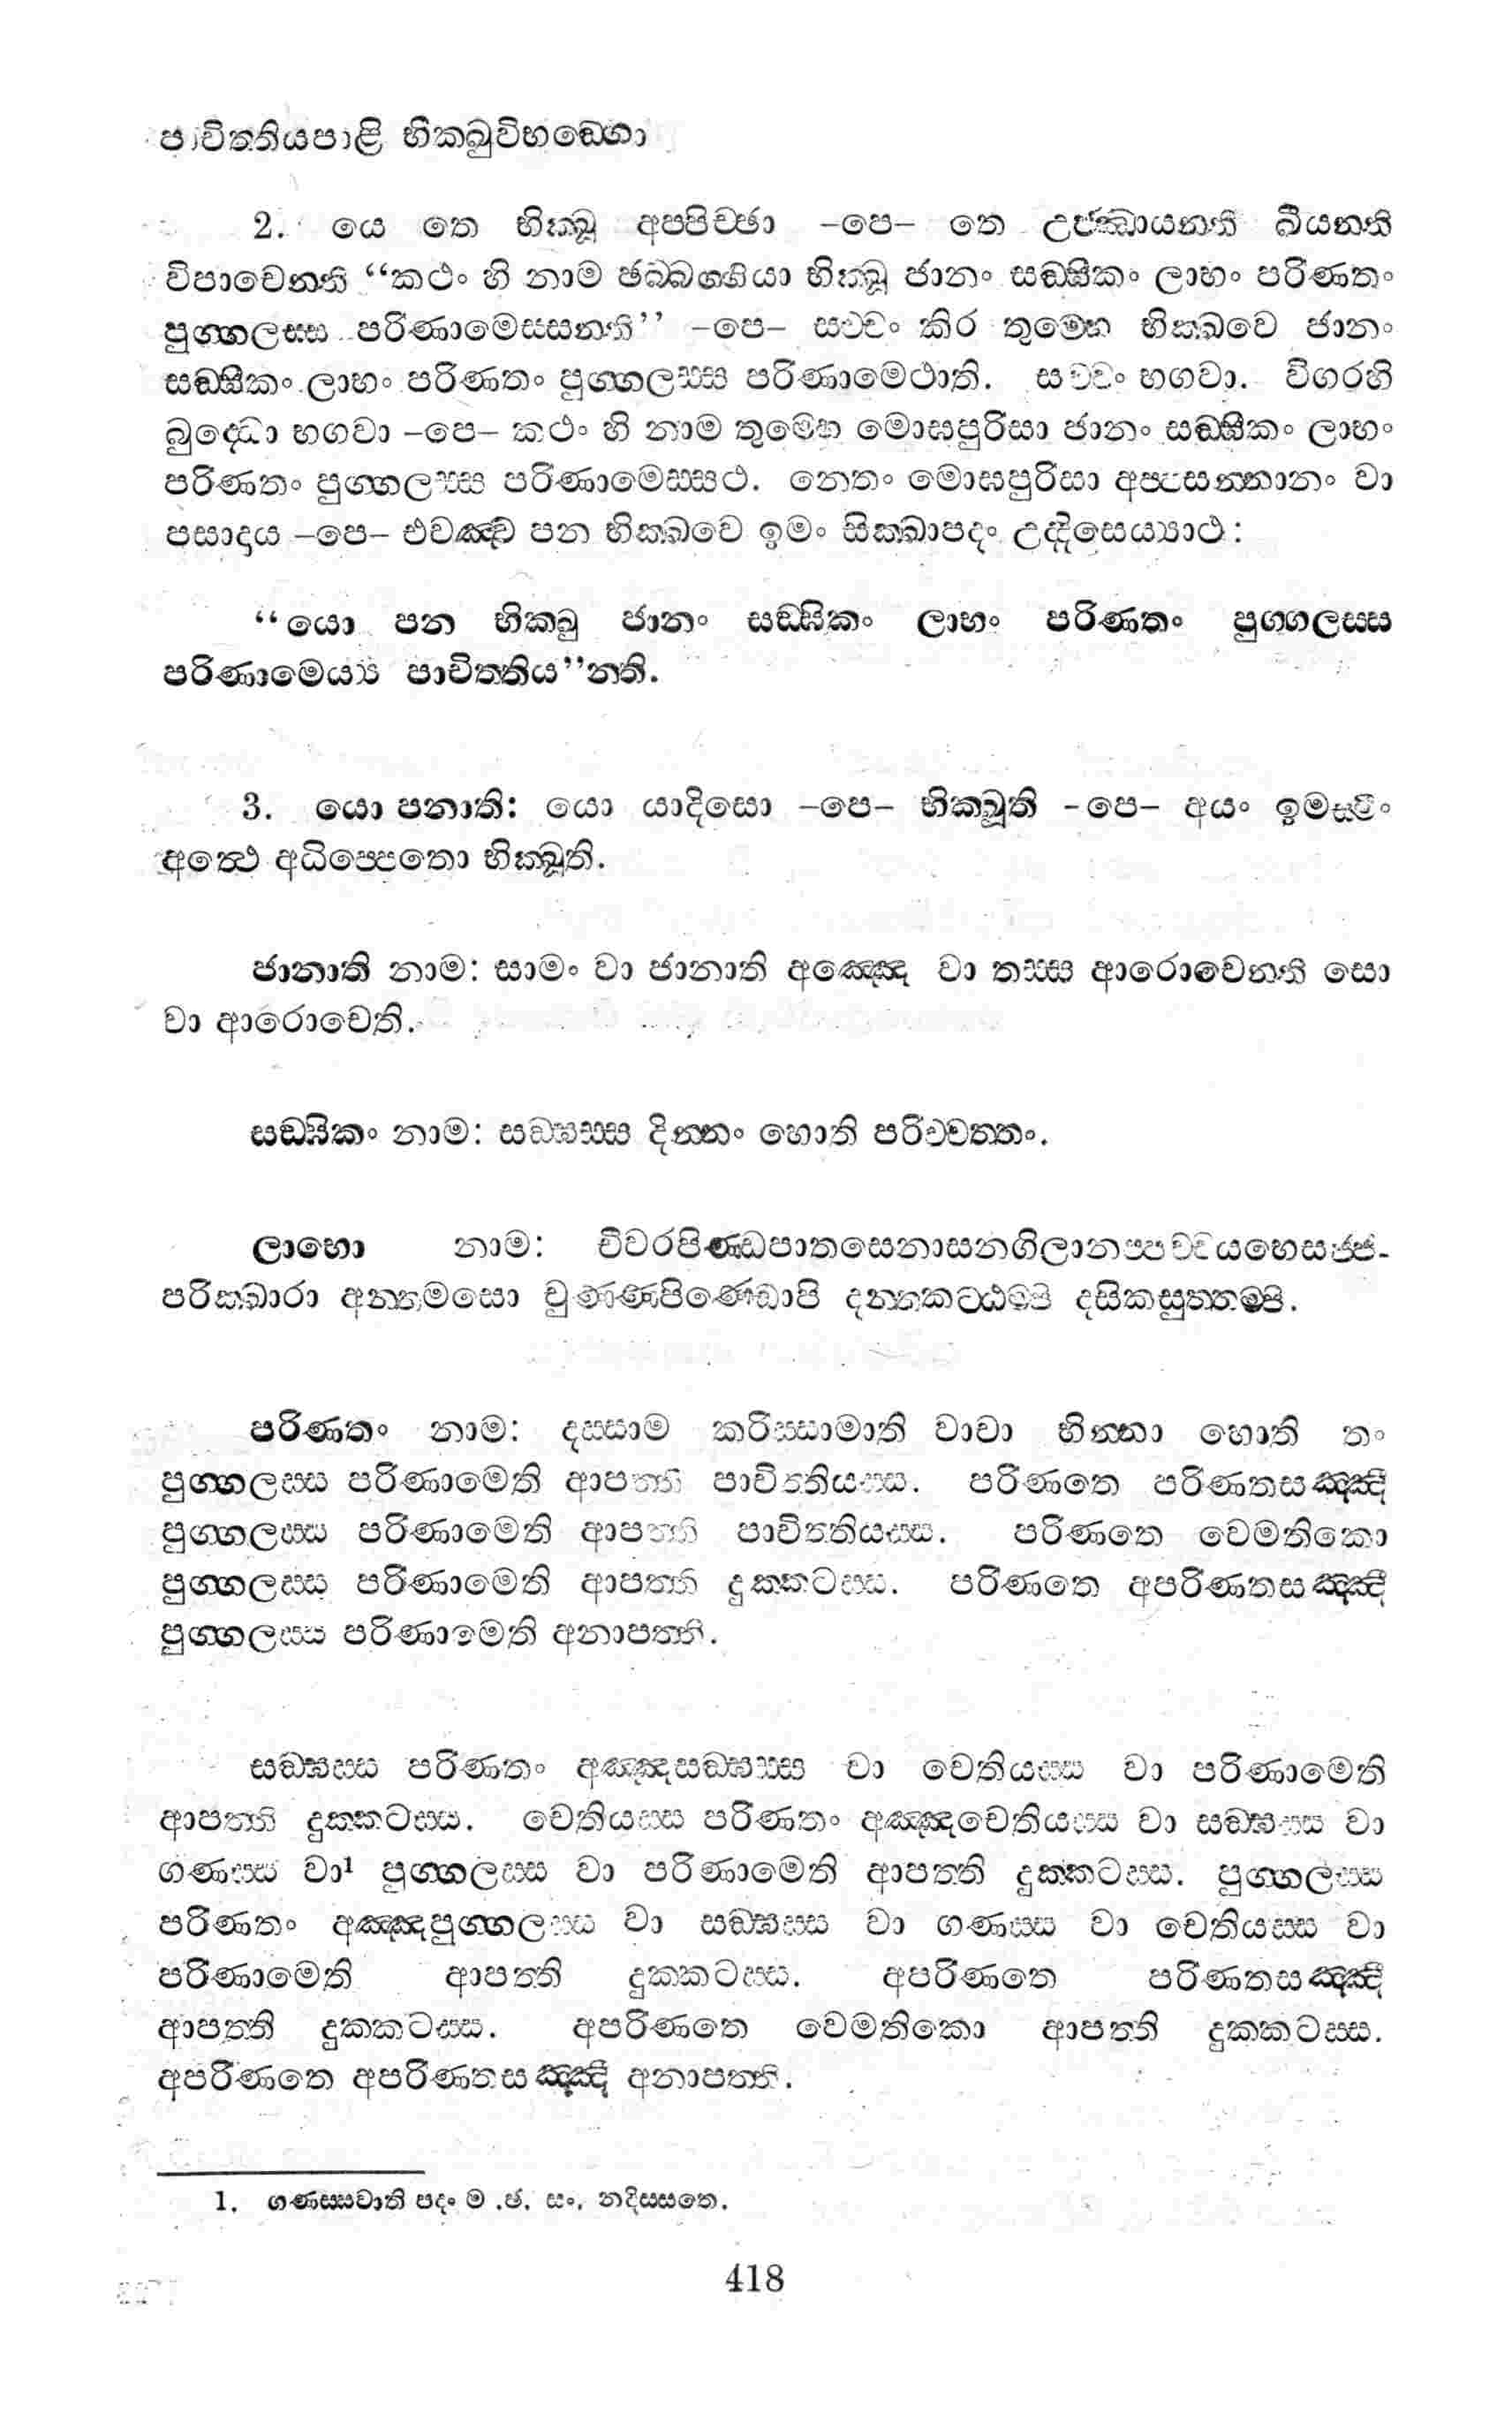 පාචිත්තියපාළි භික්ඛුවිභඞ්ගො
2. යෙ තෙ භික්ඛූ අප්පිච්ඡා –පෙ– තෙ උජ්ඣායන්ති ඛීයන්ති
විපාචෙන්ති “කථං හි නාම ඡබ්බග්ගියා භික්ඛූ ජානං සඞ්ඝිකං ලාභං පරිණතං
පුග්ගලස්ස පරිණාමෙස්සන්ති” –පෙ– සච්චං කිර තුම්හෙ භික්ඛවෙ ජානං
සඞ්ඝිකං ලාභං පරිණතං පුග්ගලස්ස පරිණාමෙථාති. සච්චං භගවා. විගරහි
බුද්ධො භගවා –පෙ– කථං හි නාම තුම්හෙ මොඝපුරිසා ජානං සඞ්ඝිකං ලාභං
පරිණතං පුග්ගලස්ස පරිණාමෙස්සථ. නෙතං මොඝපුරිසා අප්පසන්නානං වා
පසාදාය –පෙ– එවඤ්ච පන භික්ඛවෙ ඉමං සික්ඛාපදං උද්දිසෙය්‍යාථ:
“යො පන භික්ඛු ජානං සඞ්ඝිකං ලාභං පරිණතං පුග්ගලස්ස
පරිණාමෙය්‍ය පාචිත්තිය”න්ති.
3. යො පනාති: යො යාදිසො –පෙ– භික්ඛූති –පෙ– අයං ඉමස්මිං
අත්ථෙ අධිප්පෙතො භික්ඛූති.
ජානාති නාම: සාමං වා ජානාති අඤ්ඤෙ වා තස්ස ආරොචෙන්ති සො
වා ආරොචෙති.
සඞ්ඝිකං නාම: සඞ්ඝස්ස දින්නං හොති පරිච්චත්තං.
ලාභො නාම: චීවරපිණ්ඩපාතසෙනාසනගිලානප්පච්චයභෙසජ්ජ-
පරික්ඛාරා අන්තමසො චුණ්ණපිණ්ඩොපි දන්තකට්ඨම්පි දසිකසුත්තම්පි.
පරිණතං නාම: දස්සාම කරිස්සාමාති වාචා භින්නා හොති තං
පුග්ගලස්ස පරිණාමෙති ආපත්ති පාචිත්තියස්ස. පරිණතෙ පරිණතසඤ්ඤී
පුග්ගලස්ස පරිණාමෙති ආපත්ති පාචිත්තියස්ස. පරිණතෙ වෙමතිකො
පුග්ගලස්ස පරිණාමෙති ආපත්ති දුක්කටස්ස. පරිණතෙ අපරිණතසඤ්ඤී
පුග්ගලස්ස පරිණාමෙති අනාපත්ති.
සඞ්ඝස්ස පරිණතං අඤ්ඤසඞ්ඝස්ස වා චෙතියස්ස වා පරිණාමෙති
ආපත්ති දුක්කටස්ස. චෙතියස්ස පරිණතං අඤ්ඤචෙතියස්ස වා සඞ්ඝස්ස වා
ගණස්ස වා¹ පුග්ගලස්ස වා පරිණාමෙති ආපත්ති දුක්කටස්ස. පුග්ගලස්ස
පරිණතං අඤ්ඤපුග්ගලස්ස වා සඞ්ඝස්ස වා ගණස්ස වා චෙතියස්ස වා
පරිණාමෙති ආපත්ති දුක්කටස්ස. අපරිණතෙ පරිණතසඤ්ඤී
ආපත්ති දුක්කටස්ස. අපරිණතෙ වෙමතිකො ආපත්ති දුක්කටස්ස.
අපරිණතෙ අපරිණතසඤ්ඤී අනාපත්ති.
1. ගණස්සවාති පදං ම .ඡ. සං. නදිස්සතෙ.
418